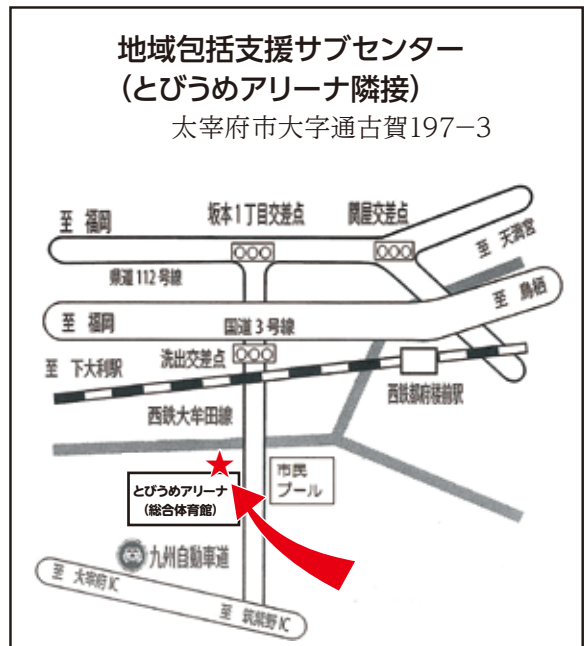 地域包括支援サブセンター
（とびうめアリーナ隣接）
太宰府市大字通古賀197−3
坂本1丁目交差点
関屋交差点
至 福岡
至 天満宮
県道112号線
至 鳥栖
至 福岡
国道3号線
洗出交差点
至 下大利駅
西鉄都府楼前駅
西鉄大牟田線
市民
プール
とびうめアリーナ
（総合体育館）
九州自動車道
至 太宰府IC
至 筑紫野IC